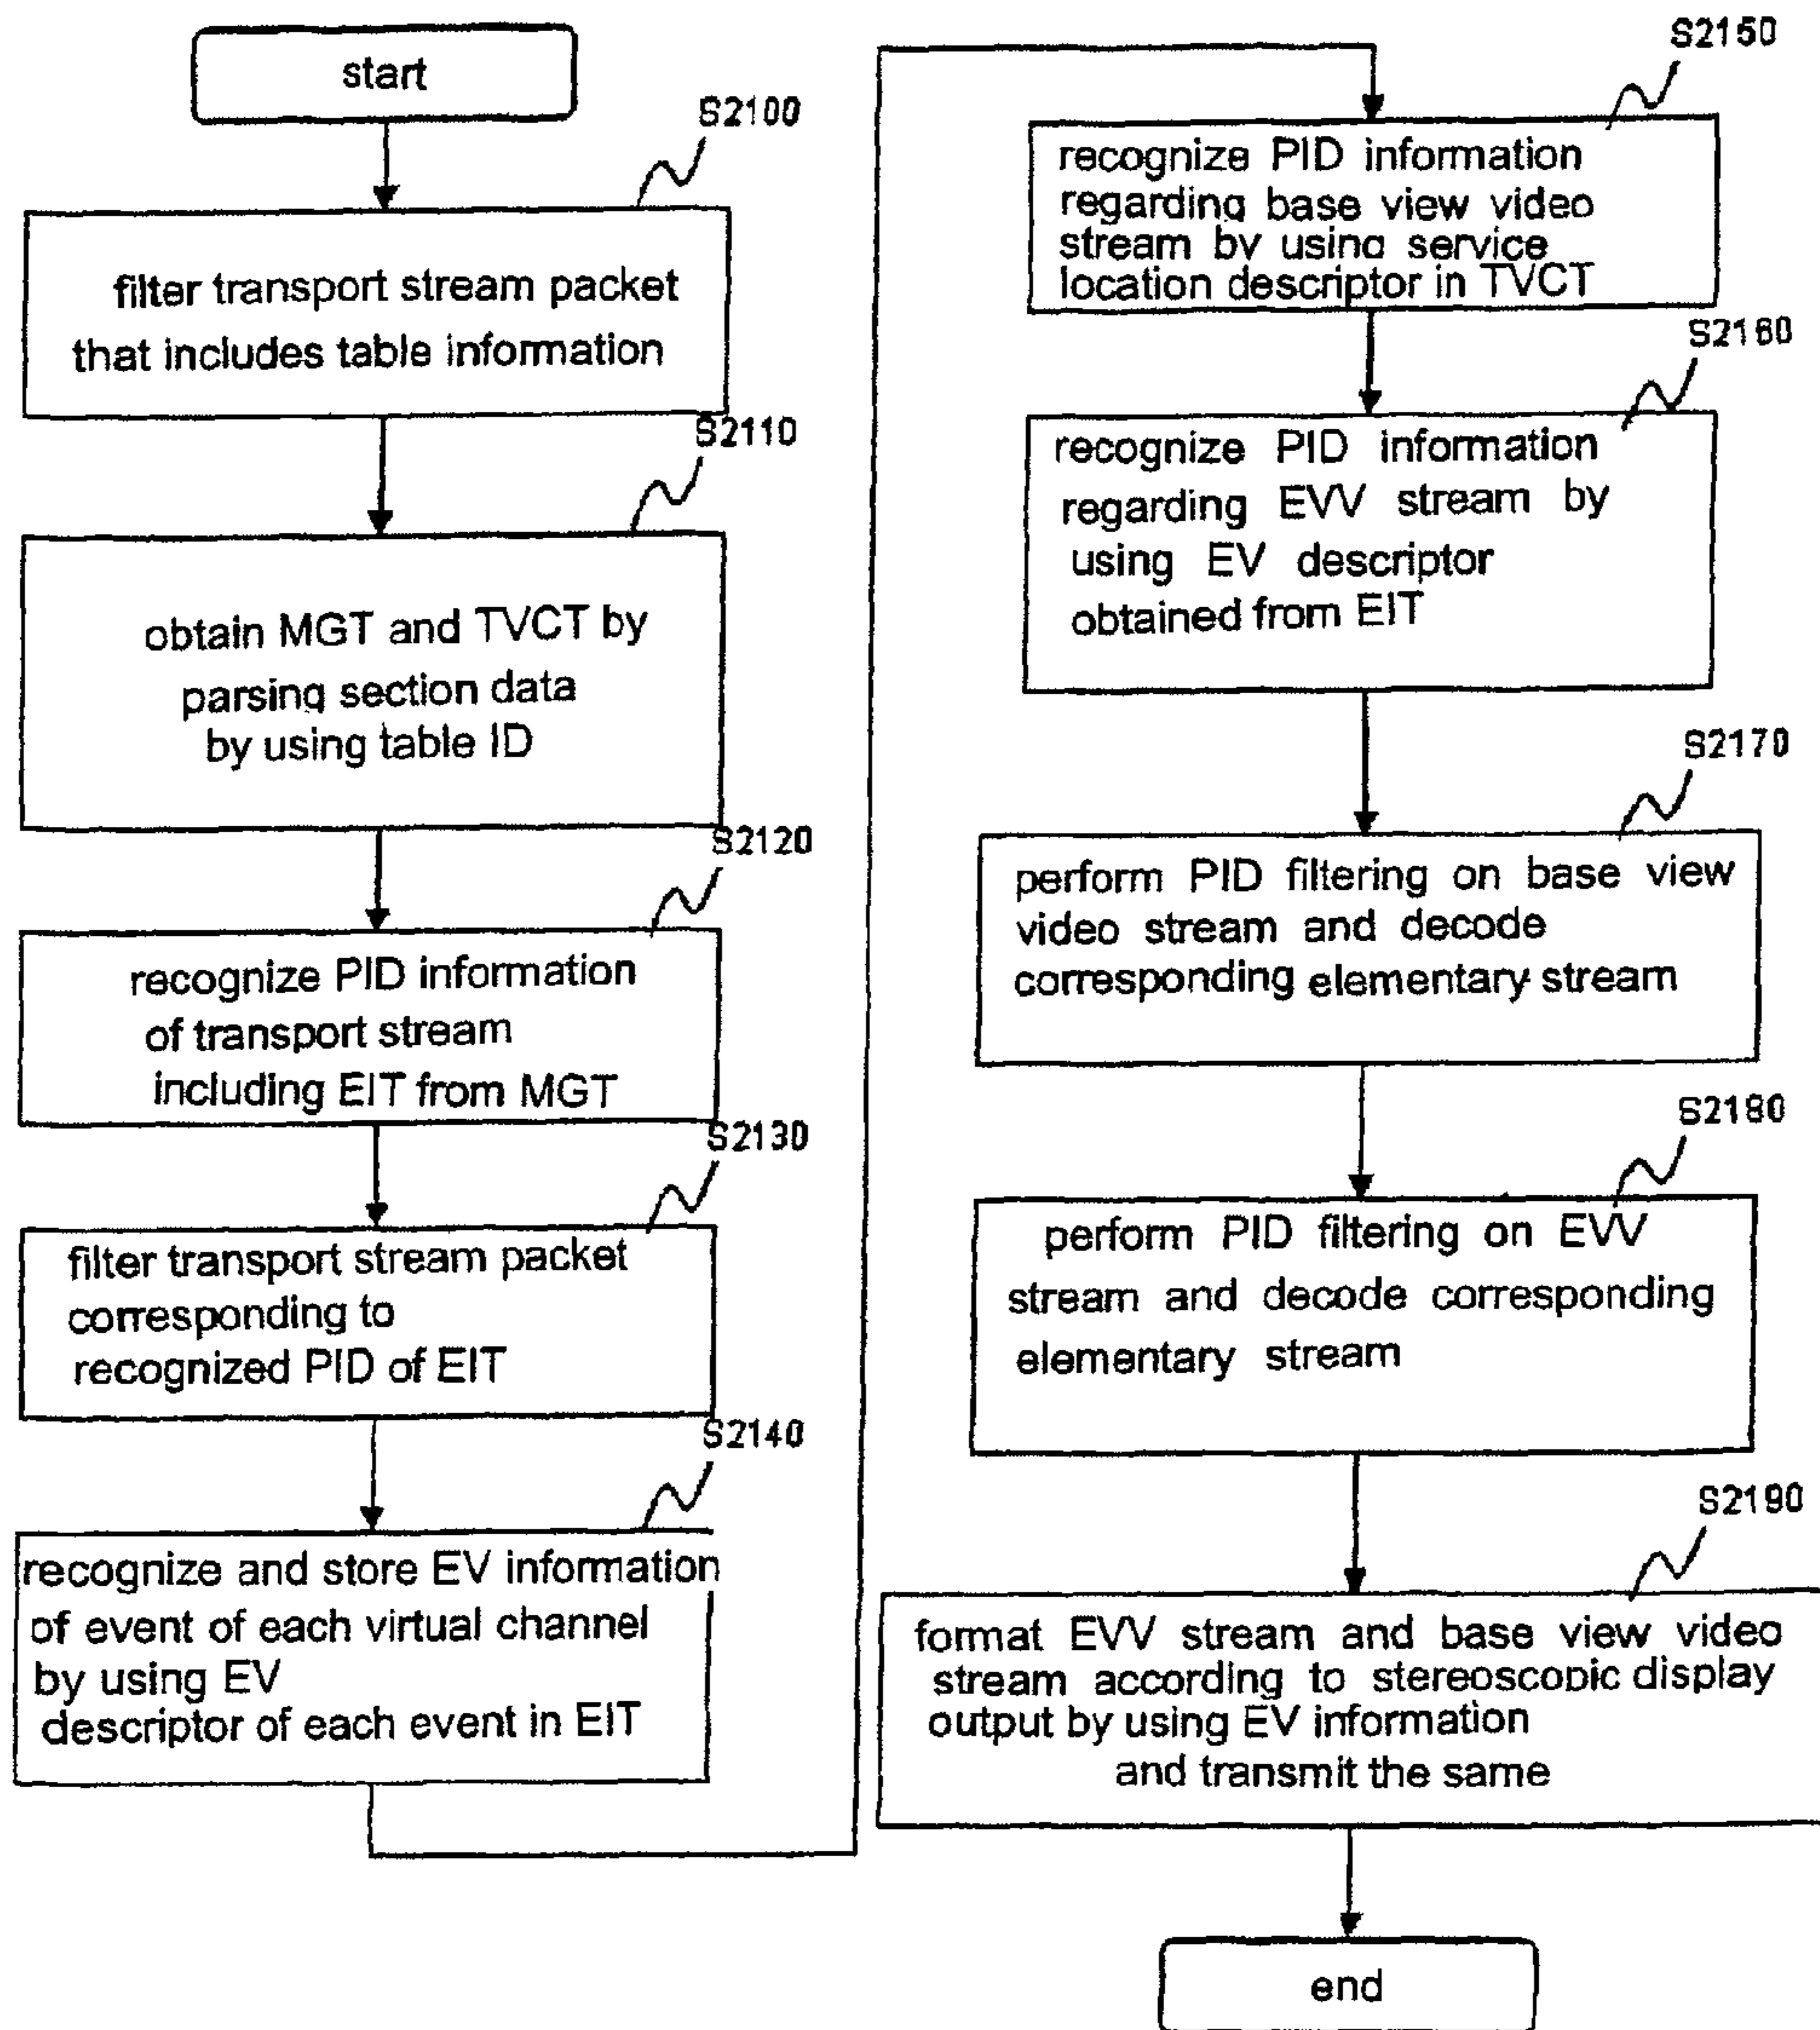 start
S2100
filter transport stream packet
that includes table information
S2110
obtain MGT and TVCT by
parsing section data
by using table ID
S2120
recognize PID information
of transport stream
including EIT from MGT
S2130
filter transport stream packet
corresponding to
recognized PID of EIT
S2140
recognize and store EV information
of event of each virtual channel
by using EV
descriptor of each event in EIT
S2150
recognize PID information
regarding base view video
stream by using service
location descriptor in TVCT
S2160
recognize PID information
regarding EVV stream by
using EV descriptor
obtained from EIT
S2170
perform PID filtering on base view
video stream and decode
corresponding elementary stream
S2180
perform PID filtering on EVV
stream and decode corresponding
elementary stream
S2190
format EVV stream and base view video
stream according to stereoscopic display
output by using EV information
and transmit the same
end